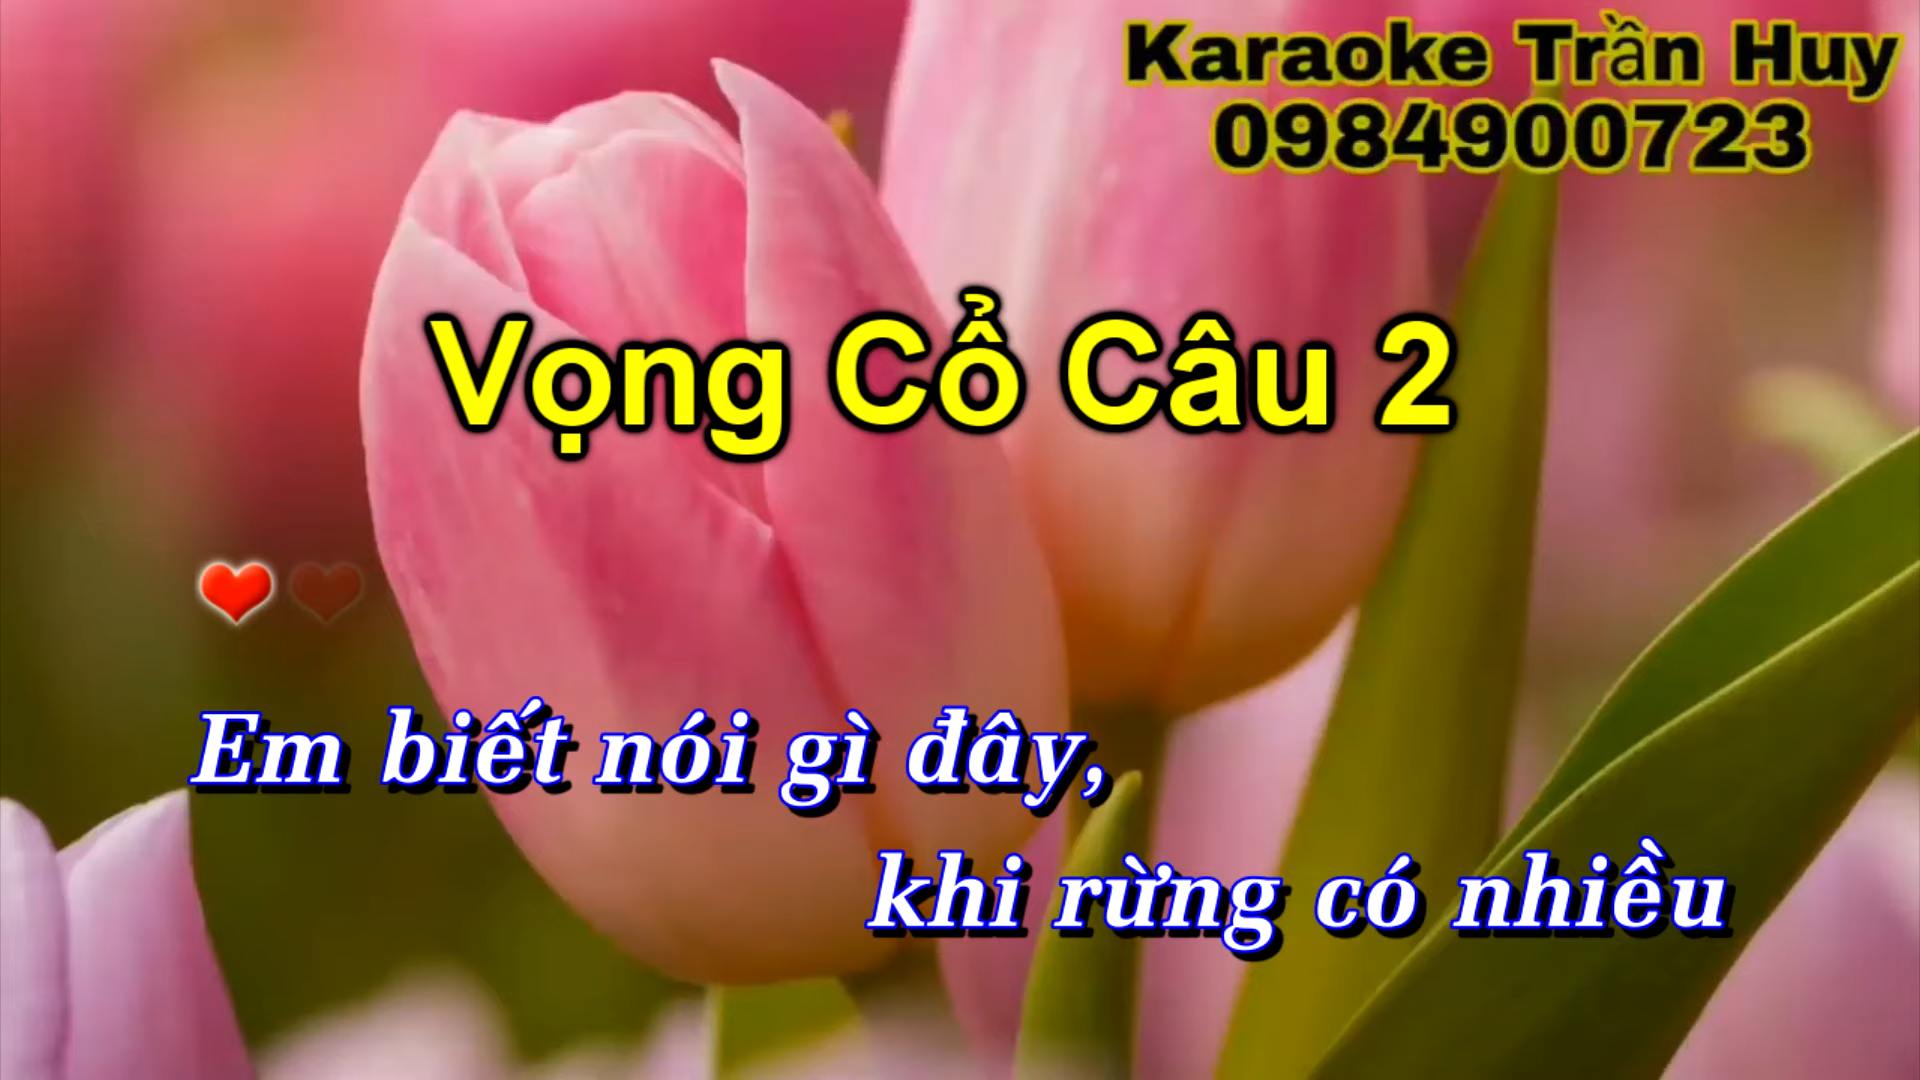 Karaoke Trần Huy
0984900723
Vọng Cổ Câu 2
Em biết nói gì đây,
khi rừng có nhiều